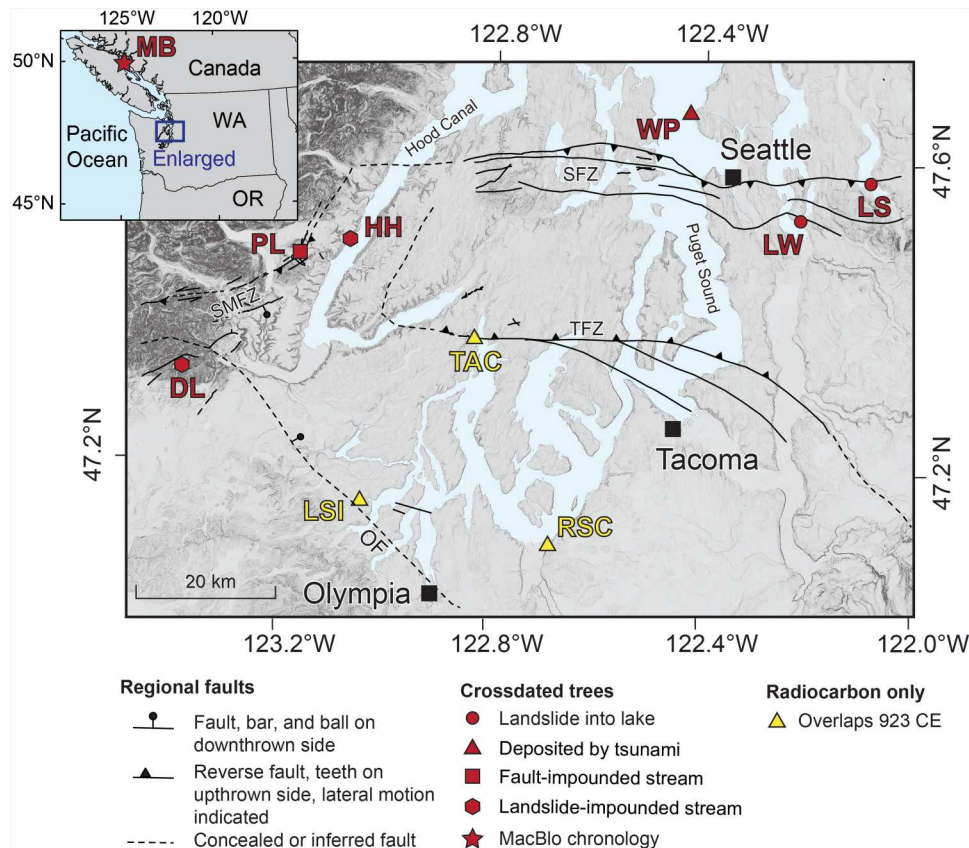 125°W 120°W
50°N
MB
Canada
WA
Pacific
Ocean
Enlarged
OR
45°N
122.8°W 122.4°W
Hood Canal
WP
Seattle
SFZ
47.6°N
LS
PL
HH
LW
Puget Sound
SMFZ
TFZ
TAC
DL
47.2°N
Tacoma
47.2°N
LSI
OF
RSC
20 km
Olympia
123.2°W 122.8°W 122.4°W 122.0°W
Regional faults
Fault, bar, and ball on
downthrown side
Reverse fault, teeth on
upthrown side, lateral motion
indicated
Concealed or inferred fault
Crossdated trees
Landslide into lake
Deposited by tsunami
Fault-impounded stream
Landslide-impounded stream
MacBlo chronology
Radiocarbon only
Overlaps 923 CE